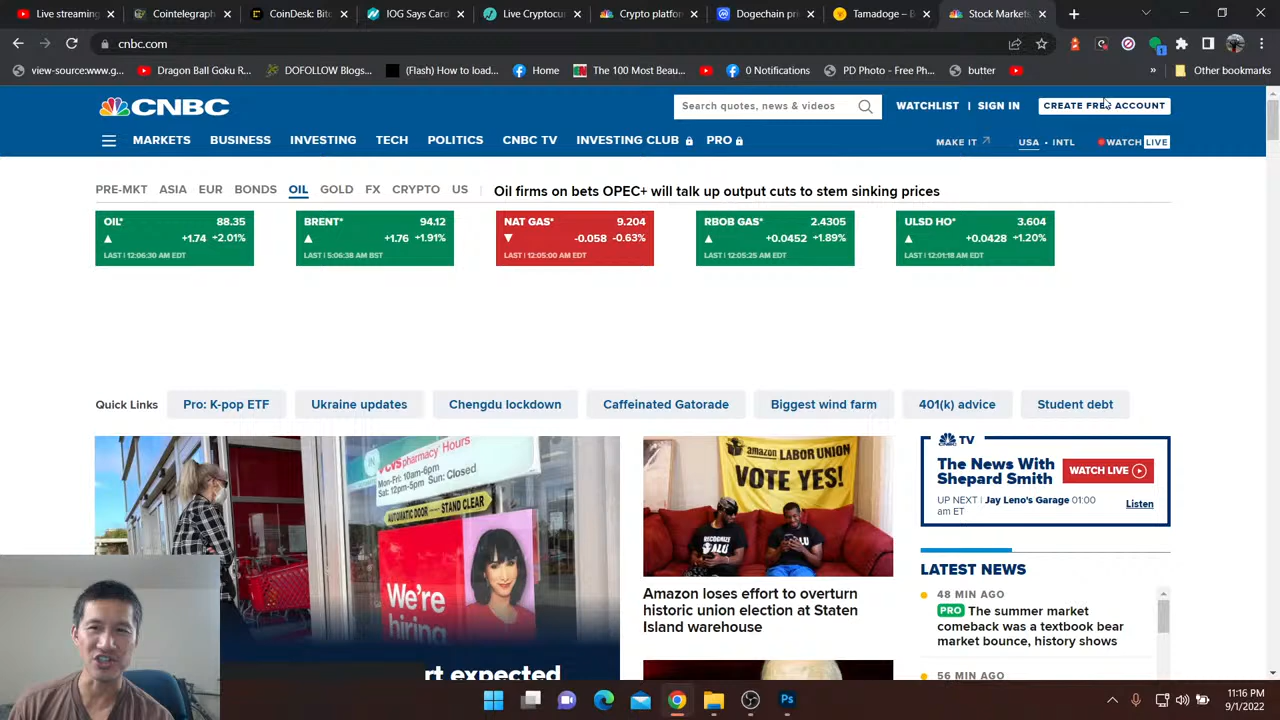 Live streaming
Cointelegraph
CoinDesk: Bi
IOG Says Card
Live Cryptocu
Crypto platfor
Dogechain pri
Tamadoge – B
Stock Markets,
cnbc.com
view-source:www.g...
Dragon Ball Goku R...
DOFOLLOW Blogs...
(Flash) How to load...
Home
The 100 Most Beau...
0 Notifications
PD Photo - Free Ph...
butter
»
Other bookmarks
CNBC
Search quotes, news & videos
WATCHLIST | SIGN IN
CREATE FREE ACCOUNT
MARKETS BUSINESS INVESTING TECH POLITICS CNBC TV INVESTING CLUB PRO
MAKE IT
USA • INTL
WATCH LIVE
PRE-MKT ASIA EUR BONDS OIL GOLD FX CRYPTO US
Oil firms on bets OPEC+ will talk up output cuts to stem sinking prices
OIL* 88.35
+1.74 +2.01%
LAST | 12:06:30 AM EDT
BRENT* 94.12
+1.76 +1.91%
LAST | 5:06:38 AM BST
NAT GAS* 9.204
-0.058 -0.63%
LAST | 12:05:00 AM EDT
RBOB GAS* 2.4305
+0.0452 +1.89%
LAST | 12:05:25 AM EDT
ULSD HO* 3.604
+0.0428 +1.20%
LAST | 12:01:18 AM EDT
Quick Links
Pro: K-pop ETF
Ukraine updates
Chengdu lockdown
Caffeinated Gatorade
Biggest wind farm
401(k) advice
Student debt
CVS pharmacy Hours
Mon-Fri: 10am-6pm
Sat: 12pm-5pm Sun: Closed
AUTOMATIC DOOR STAND CLEAR
We're
hiring
rt expected
amazon LABOR UNION
VOTE YES!
RECOGNIZE
ALU
ALU
Amazon loses effort to overturn
historic union election at Staten
Island warehouse
TV
The News With
Shepard Smith
WATCH LIVE
UP NEXT | Jay Leno's Garage 01:00
am ET
Listen
LATEST NEWS
48 MIN AGO
PRO The summer market
comeback was a textbook bear
market bounce, history shows
56 MIN AGO
11:16 PM
9/1/2022